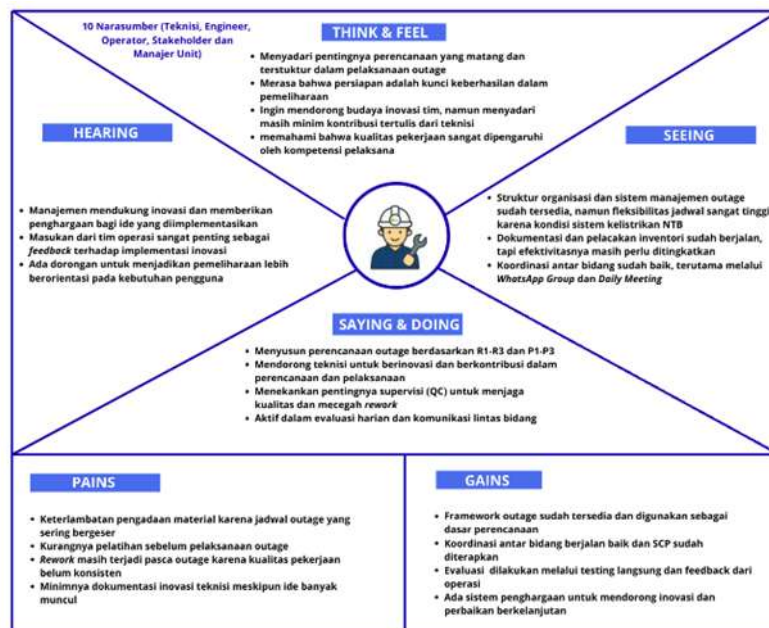 10 Narasumber (Teknisi, Engineer,
Operator, Stakeholder dan
Manajer Unit)
THINK & FEEL
• Menyadari pentingnya perencanaan yang matang dan
terstuktur dalam pelaksanaan outage
• Merasa bahwa persiapan adalah kunci keberhasilan dalam
pemeliharaan
• Ingin mendorong budaya inovasi tim, namun menyadari
masih minim kontribusi tertulis dari teknisi
• memahami bahwa kualitas pekerjaan sangat dipengaruhi
oleh kompetensi pelaksana
HEARING
• Manajemen mendukung inovasi dan memberikan
penghargaan bagi ide yang diimplementasikan
• Masukan dari tim operasi sangat penting sebagai
feedback terhadap implementasi inovasi
• Ada dorongan untuk menjadikan pemeliharaan lebih
berorientasi pada kebutuhan pengguna
SEEING
• Struktur organisasi dan sistem manajemen outage
sudah tersedia, namun fleksibilitas jadwal sangat tinggi
karena kondisi sistem kelistrikan NTB
• Dokumentasi dan pelacakan inventori sudah berjalan,
tapi efektivitasnya masih perlu ditingkatkan
• Koordinasi antar bidang sudah baik, terutama melalui
WhatsApp Group dan Daily Meeting
SAYING & DOING
• Menyusun perencanaan outage berdasarkan R1-R3 dan P1-P3
• Mendorong teknisi untuk berinovasi dan berkontribusi dalam
perencanaan dan pelaksanaan
• Menekankan pentingnya supervisi (QC) untuk menjaga
kualitas dan mecegah rework
• Aktif dalam evaluasi harian dan komunikasi lintas bidang
PAINS
• Keterlambatan pengadaan material karena jadwal outage yang
sering bergeser
• Kurangnya pelatihan sebelum pelaksanaan outage
• Rework masih terjadi pasca outage karena kualitas pekerjaan
belum konsisten
• Minimnya dokumentasi inovasi teknisi meskipun ide banyak
muncul
GAINS
• Framework outage sudah tersedia dan digunakan sebagai
dasar perencanaan
• Koordinasi antar bidang berjalan baik dan SCP sudah
diterapkan
• Evaluasi dilakukan melalui testing langsung dan feedback dari
operasi
• Ada sistem penghargaan untuk mendorong inovasi dan
perbaikan berkelanjutan